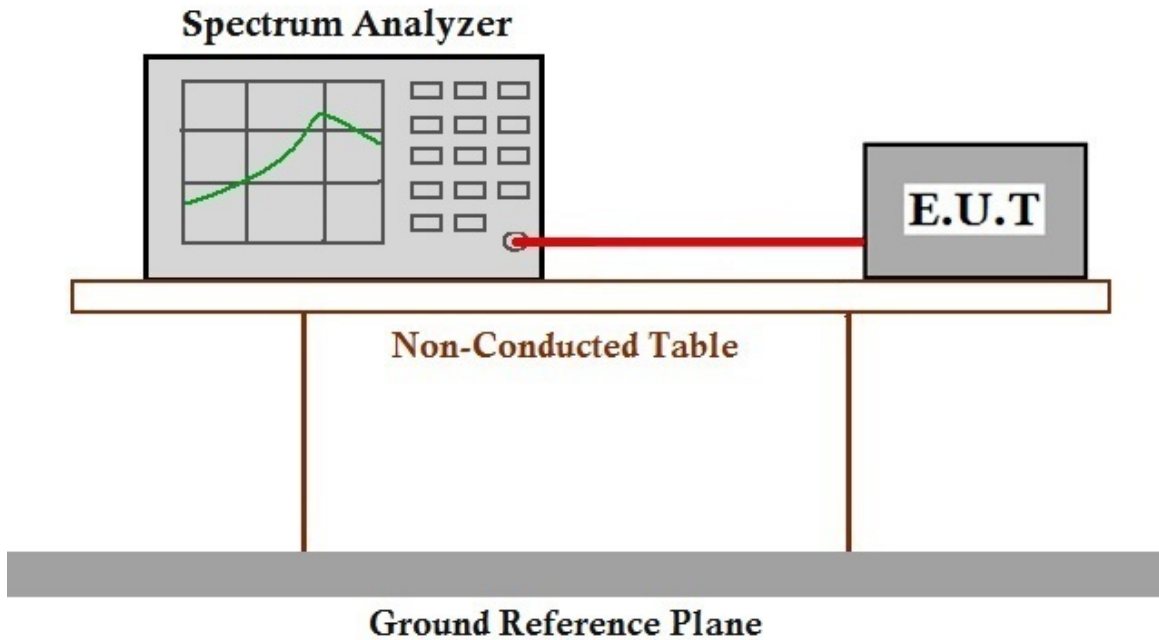 Spectrum Analyzer
E.U.T
Non-Conducted Table
Ground Reference Plane